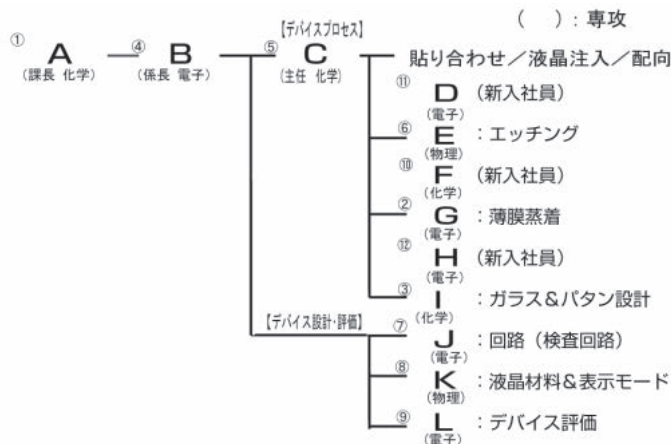 （　）：専攻
【デバイスプロセス】
① A ④ B ⑤ C 貼り合わせ／液晶注入／配向
(課長 化学) (係長 電子) (主任 化学)
⑪ D (新入社員)
(電子)
⑥ E ：エッチング
(物理)
⑩ F (新入社員)
(化学)
② G ：薄膜蒸着
(電子)
⑫ H (新入社員)
(電子)
③ I ：ガラス＆パタン設計
(化学)
【デバイス設計・評価】
⑦ J ：回路（検査回路）
(電子)
⑧ K ：液晶材料＆表示モード
(物理)
⑨ L ：デバイス評価
(電子)